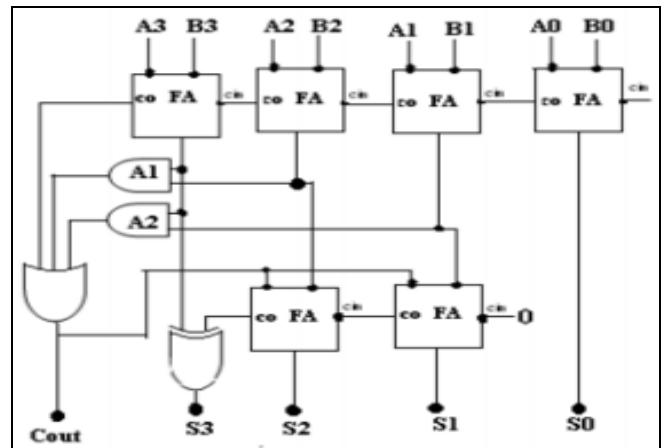 A3 B3 A2 B2 A1 B1 A0 B0
co FA cin co FA cin co FA cin co FA cin
A1
A2
co FA cin co FA cin 0
Cout S3 S2 S1 S0